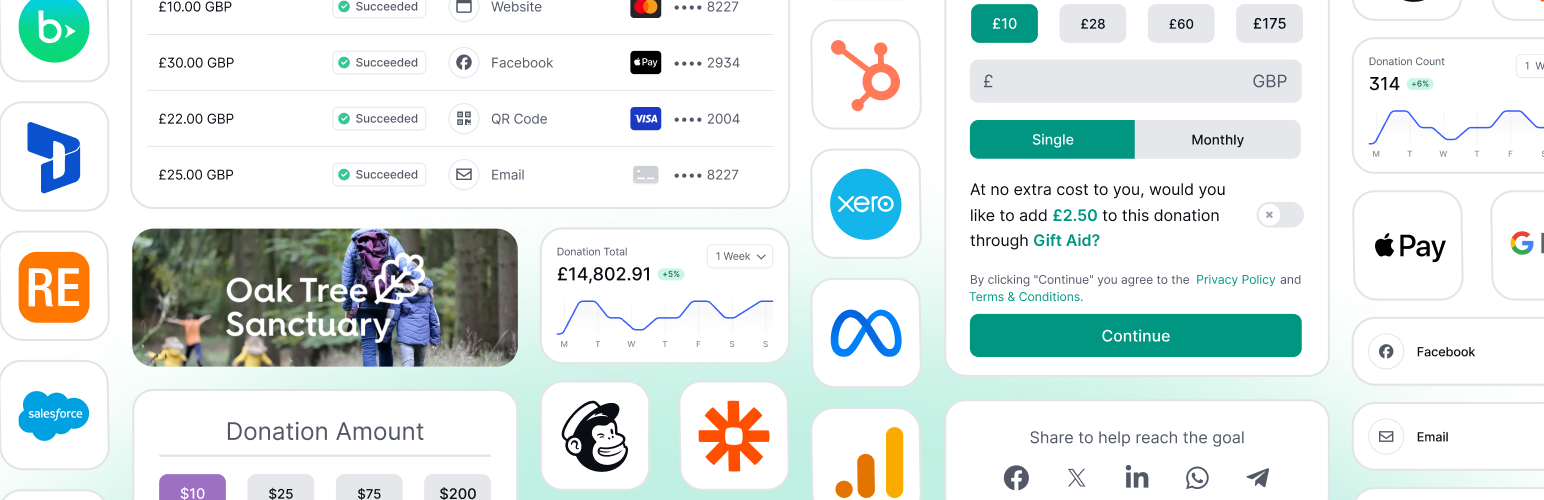 b
RE
salesforce
£10.00 GBP Succeeded Website •••• 8227
£30.00 GBP Succeeded Facebook Pay •••• 2934
£22.00 GBP Succeeded QR Code VISA •••• 2004
£25.00 GBP Succeeded Email •••• 8227
Oak Tree
Sanctuary
Donation Total
1 Week
£14,802.91 +5%
M T W T F S S
Donation Amount
$10 $25 $75 $200
xero
£10 £28 £60 £175
£ GBP
Single Monthly
At no extra cost to you, would you
like to add £2.50 to this donation
through Gift Aid?
By clicking "Continue" you agree to the Privacy Policy and
Terms & Conditions.
Continue
Share to help reach the goal
Donation Count
1 W
314 +6%
M T W T F S
Pay
G
Facebook
Email